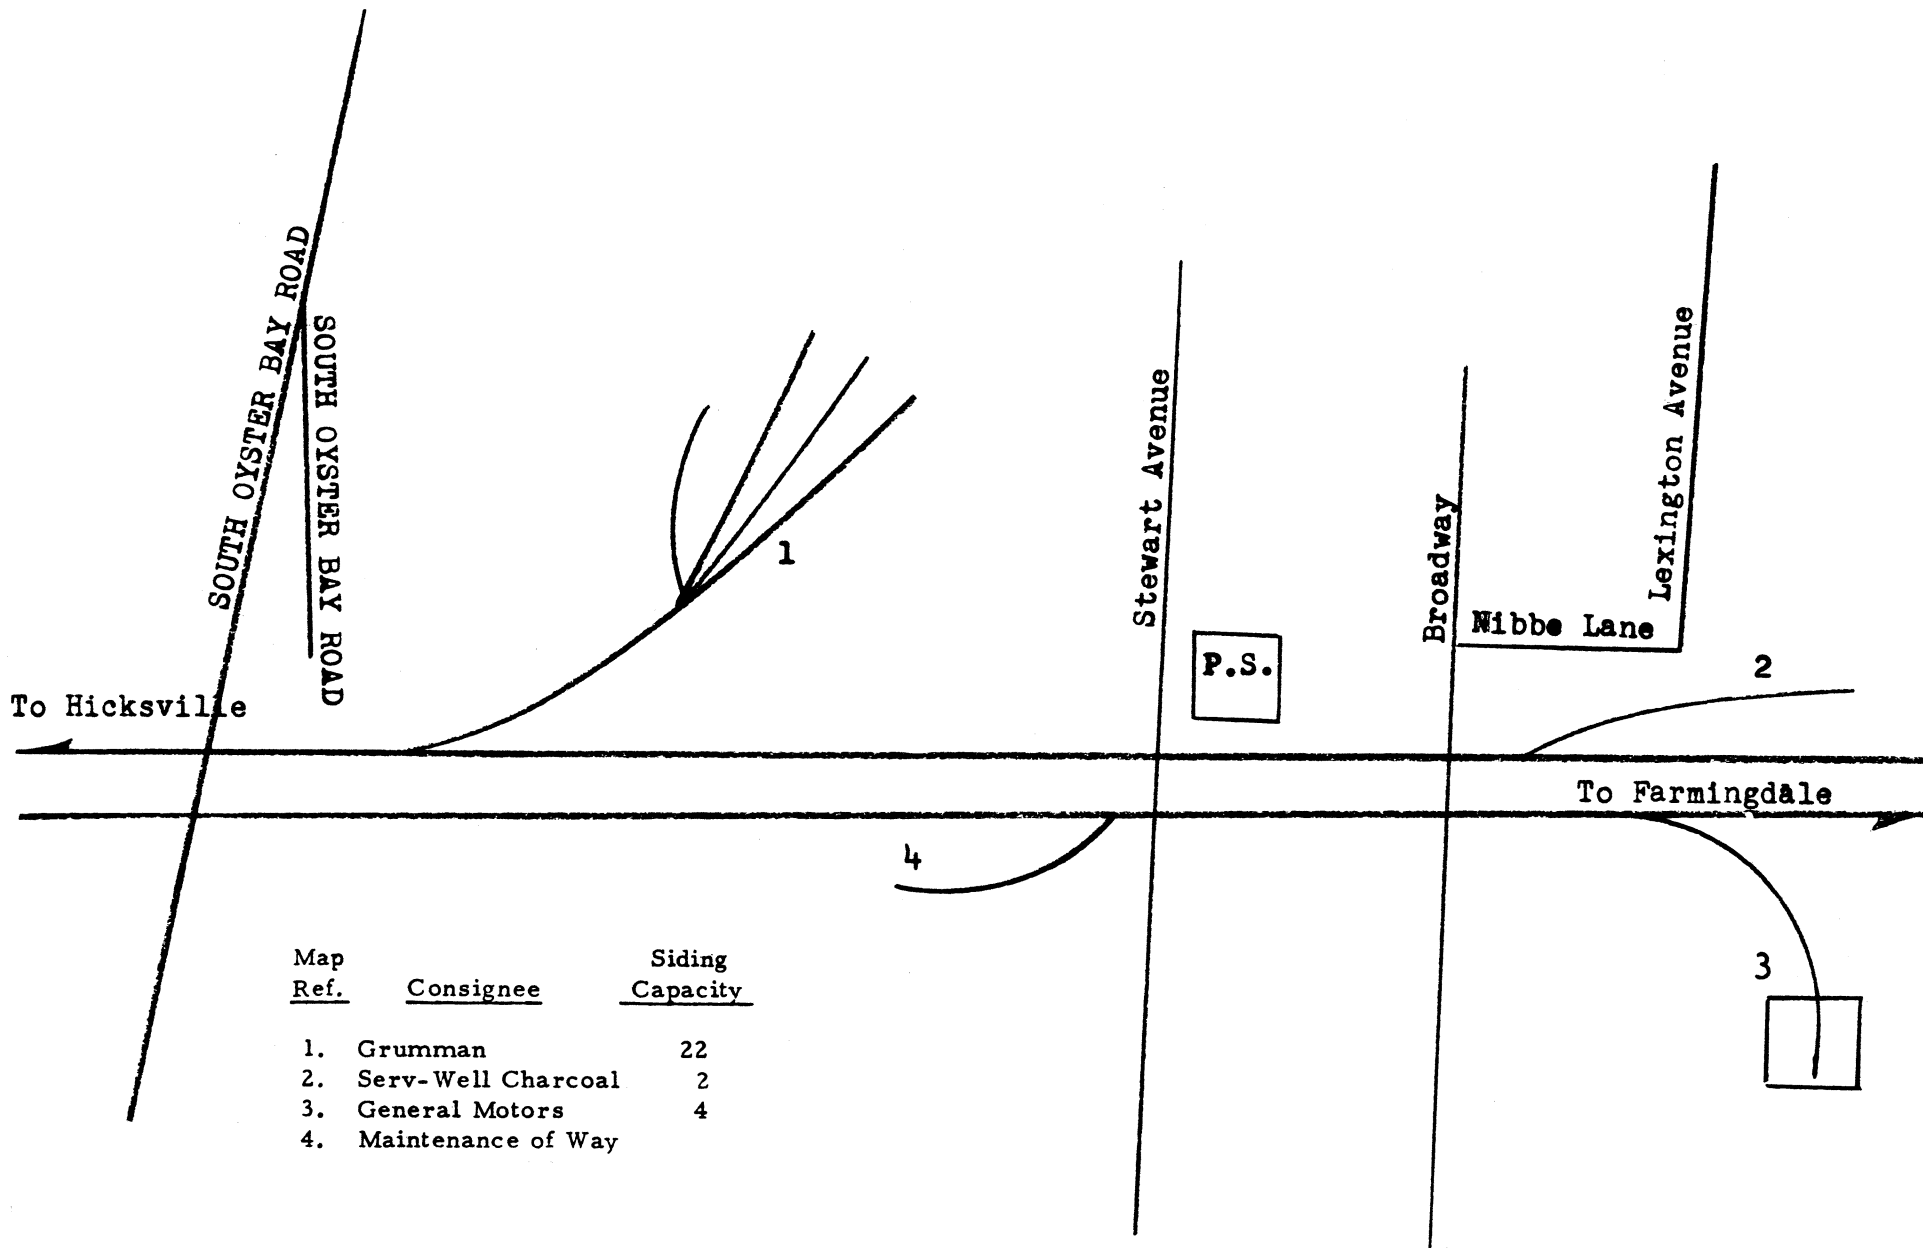 SOUTH OYSTER BAY ROAD
SOUTH OYSTER BAY ROAD
1
Stewart Avenue
Broadway
Lexington Avenue
Nibbe Lane
P.S.
2
To Hicksville
To Farmingdale
4
3
Map Ref. Consignee Siding Capacity
1. Grumman 22
2. Serv-Well Charcoal 2
3. General Motors 4
4. Maintenance of Way